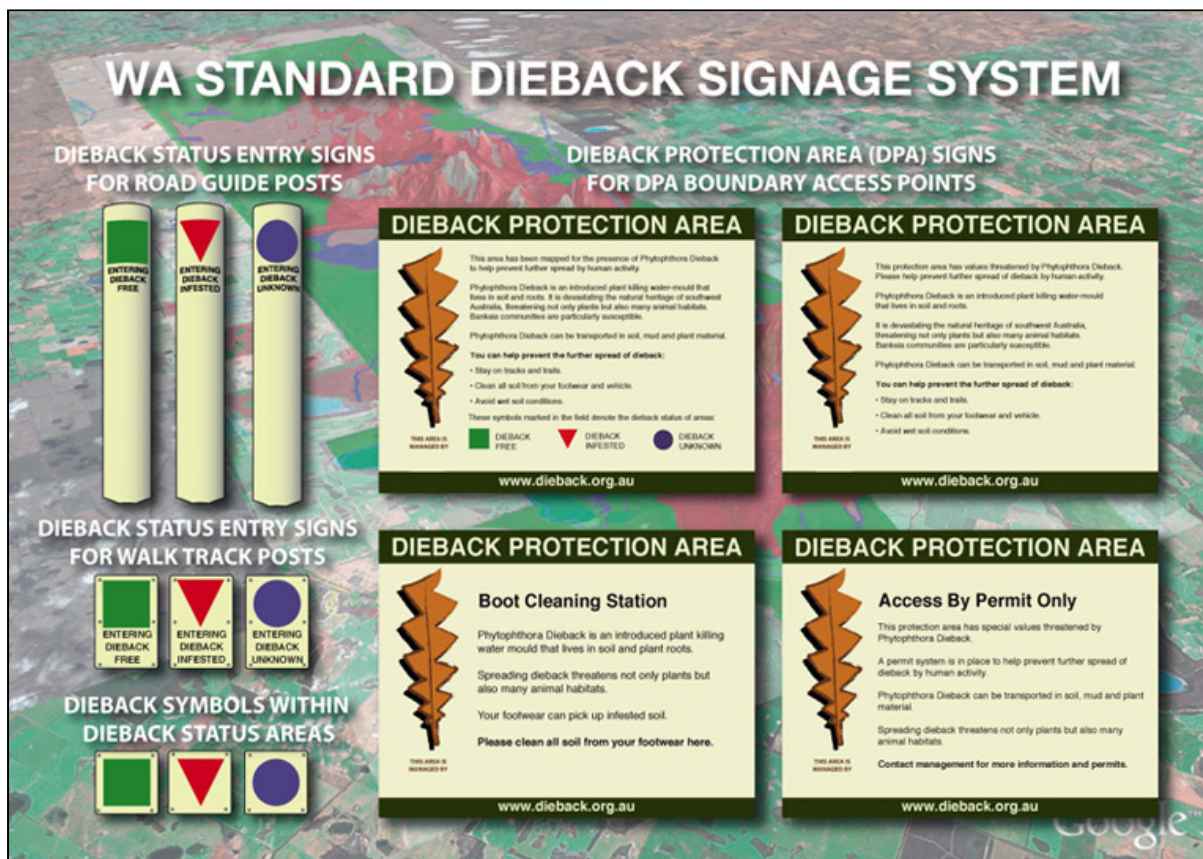 WA STANDARD DIEBACK SIGNAGE SYSTEM
DIEBACK STATUS ENTRY SIGNS
FOR ROAD GUIDE POSTS
ENTERING
DIEBACK
FREE
ENTERING
DIEBACK
INFESTED
ENTERING
DIEBACK
UNKNOWN
DIEBACK STATUS ENTRY SIGNS
FOR WALK TRACK POSTS
ENTERING
DIEBACK
FREE
ENTERING
DIEBACK
INFESTED
ENTERING
DIEBACK
UNKNOWN
DIEBACK SYMBOLS WITHIN
DIEBACK STATUS AREAS
DIEBACK PROTECTION AREA (DPA) SIGNS
FOR DPA BOUNDARY ACCESS POINTS
DIEBACK PROTECTION AREA
This area has been mapped for the presence of Phytophthora Dieback
to help prevent further spread by human activity.
Phytophthora Dieback is an introduced plant killing water-mould that
lives in soil and roots. It is devastating the natural heritage of southwest
Australia, threatening not only plants but also many animal habitats.
Banksia communities are particularly susceptible.
Phytophthora Dieback can be transported in soil, mud and plant material.
You can help prevent the further spread of dieback:
• Stay on tracks and trails.
• Clean all soil from your footwear and vehicle.
• Avoid wet soil conditions.
These symbols marked in the field denote the dieback status of areas:
DIEBACK
FREE
DIEBACK
INFESTED
DIEBACK
UNKNOWN
THIS AREA IS
MANAGED BY
www.dieback.org.au
DIEBACK PROTECTION AREA
This protection area has values threatened by Phytophthora Dieback.
Please help prevent further spread of dieback by human activity.
Phytophthora Dieback is an introduced plant killing water-mould
that lives in soil and roots.
It is devastating the natural heritage of southwest Australia,
threatening not only plants but also many animal habitats.
Banksia communities are particularly susceptible.
Phytophthora Dieback can be transported in soil, mud and plant material.
You can help prevent the further spread of dieback:
• Stay on tracks and trails.
• Clean all soil from your footwear and vehicle.
• Avoid wet soil conditions.
THIS AREA IS
MANAGED BY
www.dieback.org.au
DIEBACK PROTECTION AREA
Boot Cleaning Station
Phytophthora Dieback is an introduced plant killing
water mould that lives in soil and plant roots.
Spreading dieback threatens not only plants but
also many animal habitats.
Your footwear can pick up infested soil.
Please clean all soil from your footwear here.
THIS AREA IS
MANAGED BY
www.dieback.org.au
DIEBACK PROTECTION AREA
Access By Permit Only
This protection area has special values threatened by
Phytophthora Dieback.
A permit system is in place to help prevent further spread of
dieback by human activity.
Phytophthora Dieback can be transported in soil, mud and plant
material.
Spreading dieback threatens not only plants but also many
animal habitats.
Contact management for more information and permits.
THIS AREA IS
MANAGED BY
www.dieback.org.au
Google™